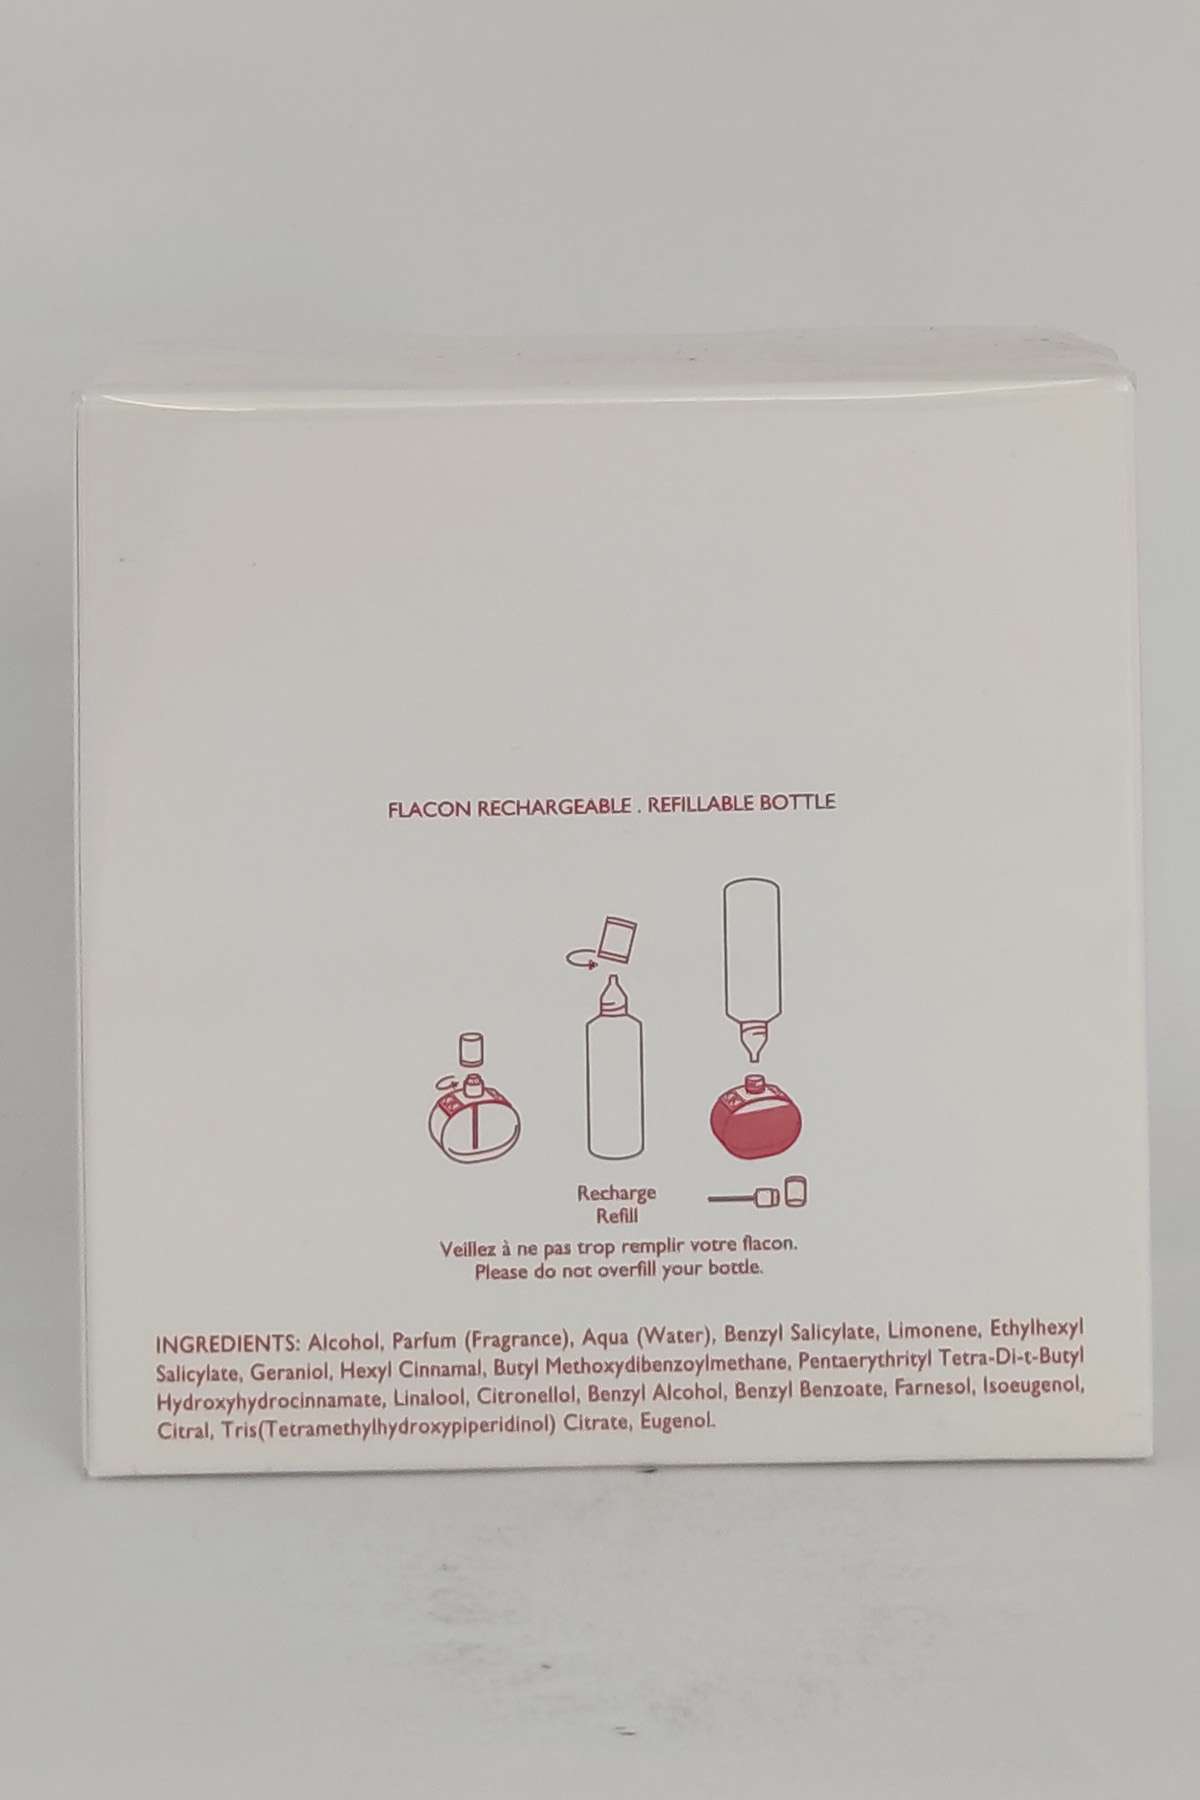 FLACON RECHARGEABLE . REFILLABLE BOTTLE
Recharge
Refill
Veillez à ne pas trop remplir votre flacon.
Please do not overfill your bottle.
INGREDIENTS: Alcohol, Parfum (Fragrance), Aqua (Water), Benzyl Salicylate, Limonene, Ethylhexyl
Salicylate, Geraniol, Hexyl Cinnamal, Butyl Methoxydibenzoylmethane, Pentaerythrityl Tetra-Di-t-Butyl
Hydroxyhydrocinnamate, Linalool, Citronellol, Benzyl Alcohol, Benzyl Benzoate, Farnesol, Isoeugenol,
Citral, Tris(Tetramethylhydroxypiperidinol) Citrate, Eugenol.